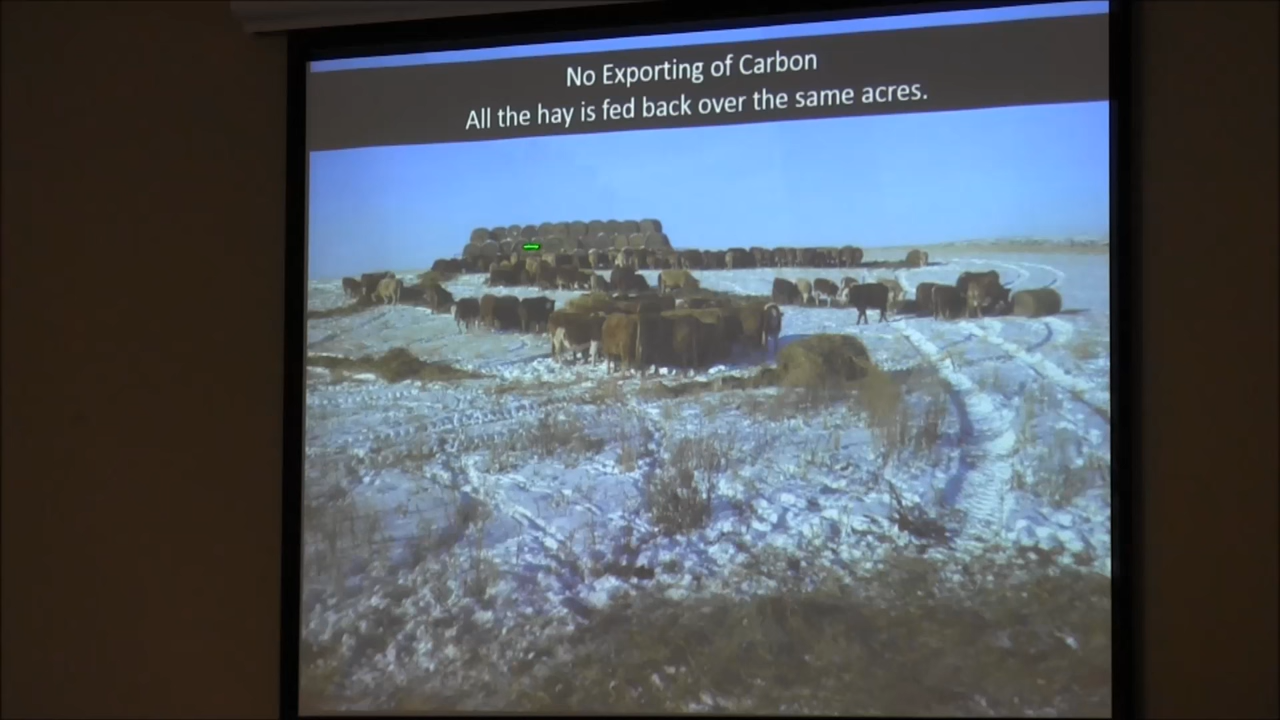 No Exporting of Carbon
All the hay is fed back over the same acres.